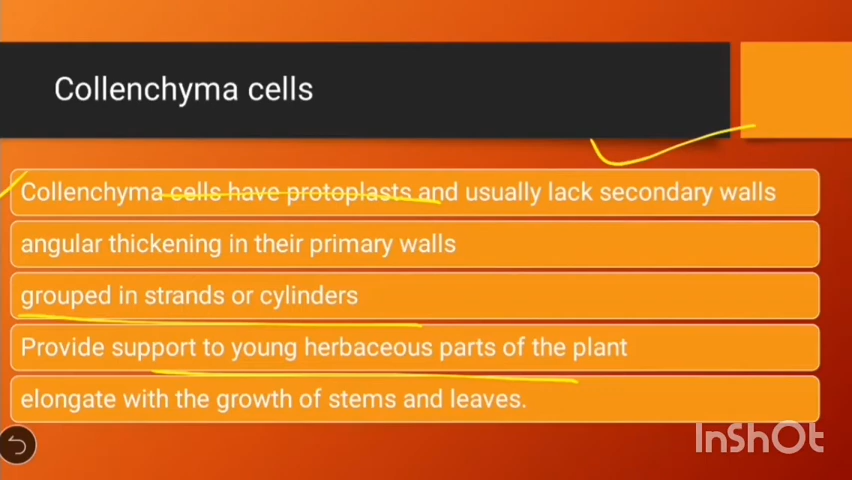 Collenchyma cells
Collenchyma cells have protoplasts and usually lack secondary walls
angular thickening in their primary walls
grouped in strands or cylinders
Provide support to young herbaceous parts of the plant
elongate with the growth of stems and leaves.
InShOt